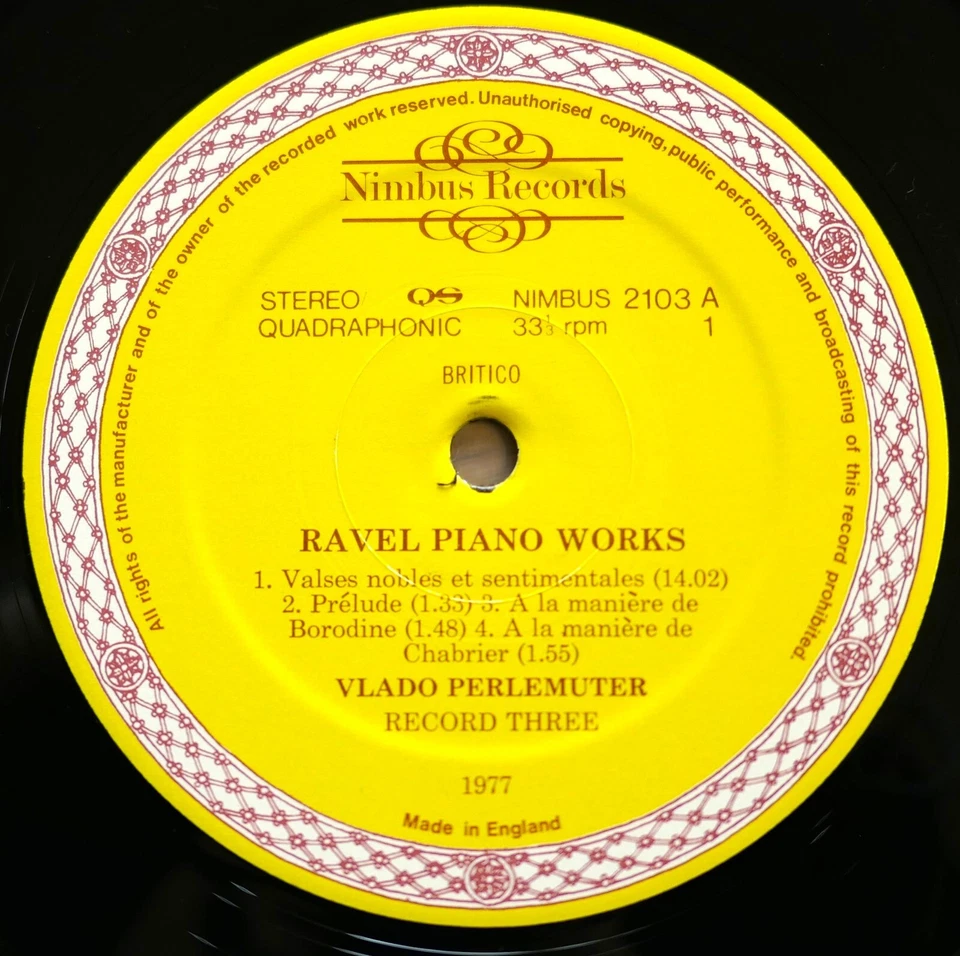 All rights of the manufacturer and of the owner of the recorded work reserved. Unauthorised copying, public performance and broadcasting of this record prohibited.
Nimbus Records
STEREO QS NIMBUS 2103 A
QUADRAPHONIC 33⅓ rpm 1
BRITICO
RAVEL PIANO WORKS
1. Valses nobles et sentimentales (14.02)
2. Prélude (1.33) 3. A la manière de
Borodine (1.48) 4. A la manière de
Chabrier (1.55)
VLADO PERLEMUTER
RECORD THREE
1977
Made in England